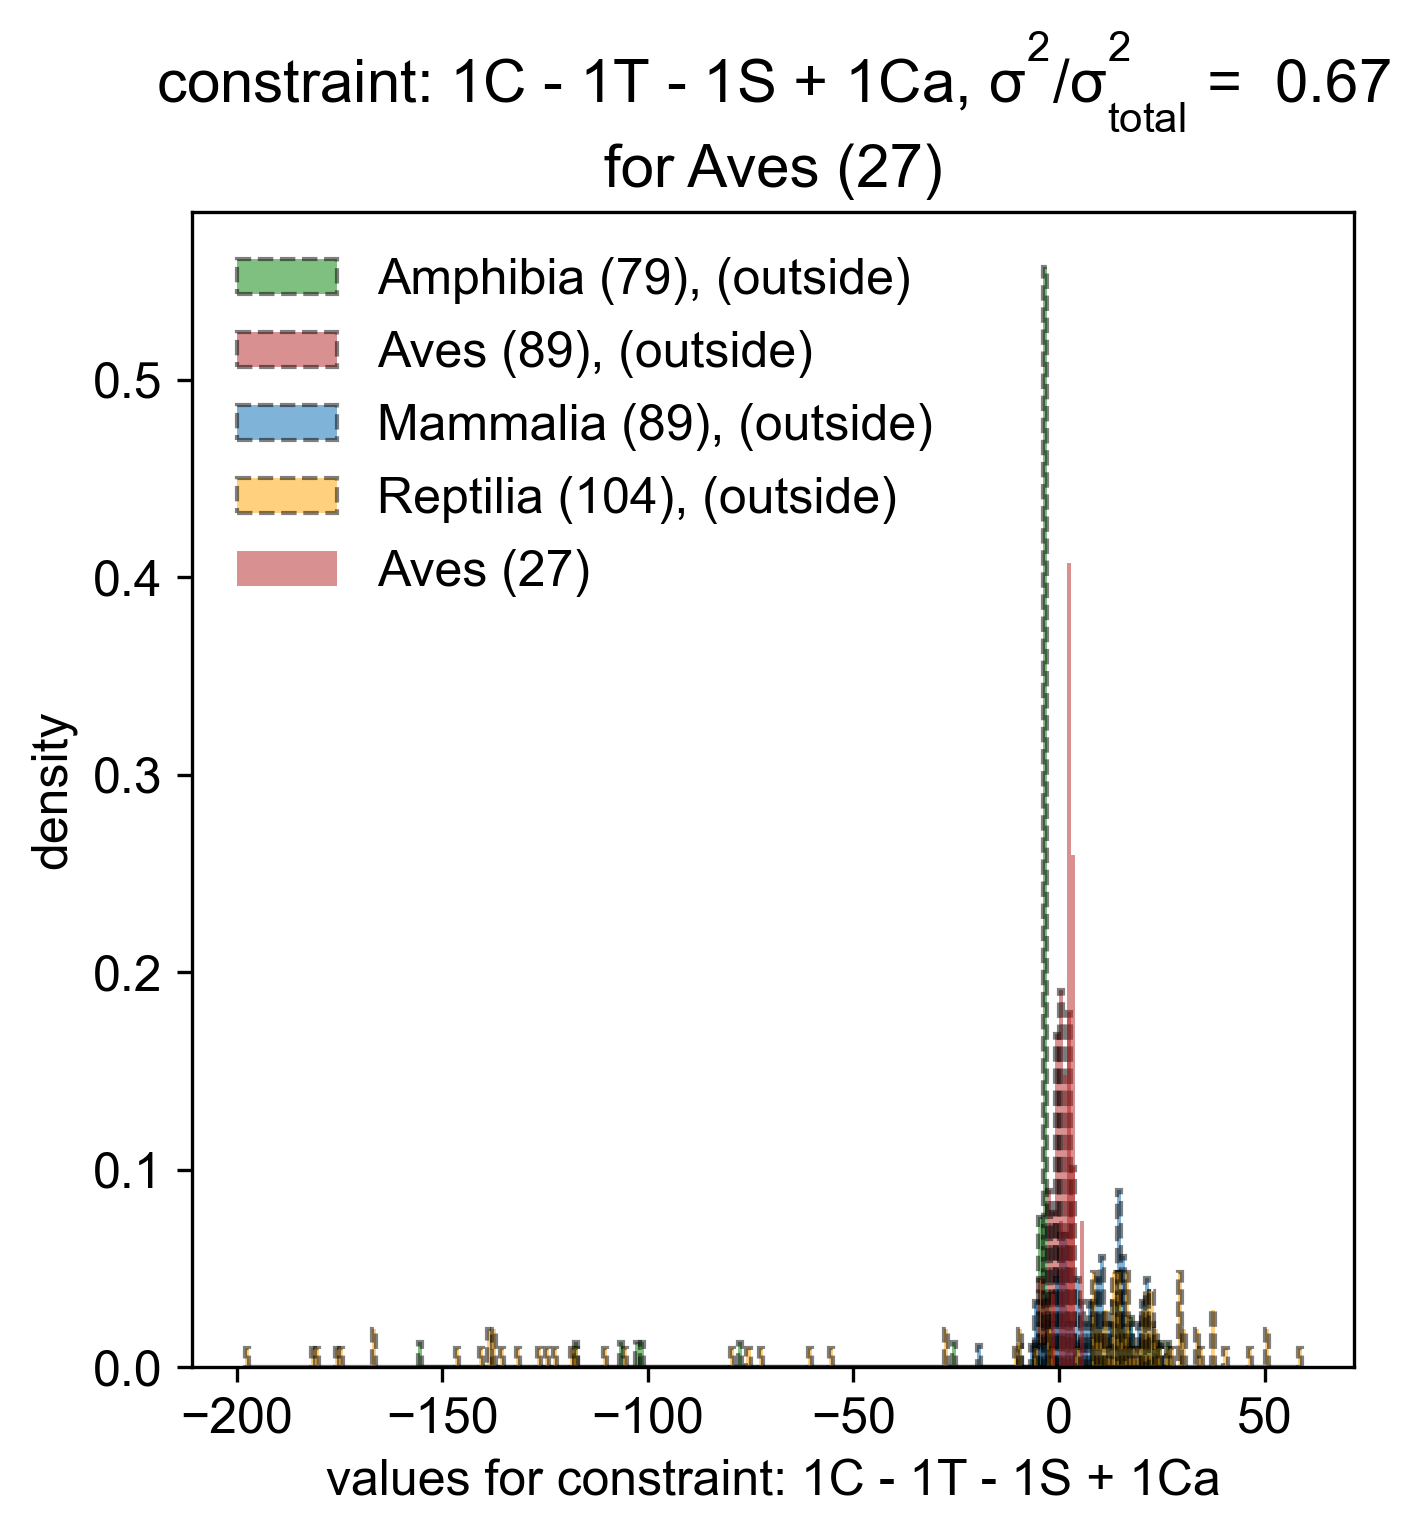 constraint: 1C - 1T - 1S + 1Ca, σ²/σ²total = 0.67
for Aves (27)
Amphibia (79), (outside)
Aves (89), (outside)
Mammalia (89), (outside)
Reptilia (104), (outside)
Aves (27)
density
0.5
0.4
0.3
0.2
0.1
0.0
−200 −150 −100 −50 0 50
values for constraint: 1C - 1T - 1S + 1Ca